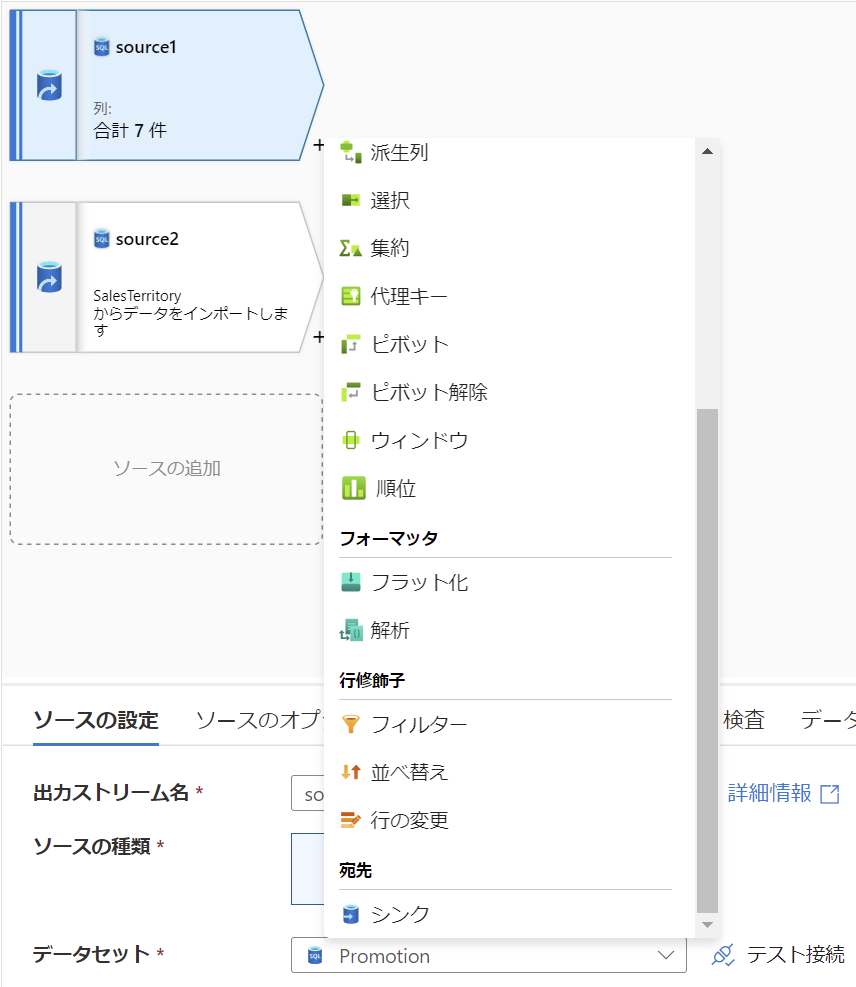 source1
列:
合計 7 件
+
派生列
選択
集約
代理キー
ピボット
ピボット解除
ウィンドウ
順位
フォーマッタ
フラット化
解析
行修飾子
フィルター
並べ替え
行の変更
宛先
シンク
source2
SalesTerritory
からデータをインポートしま
す
+
ソースの追加
ソースの設定 ソースのオプ 検査 データ
出力ストリーム名 * so 詳細情報
ソースの種類 *
データセット * Promotion テスト接続